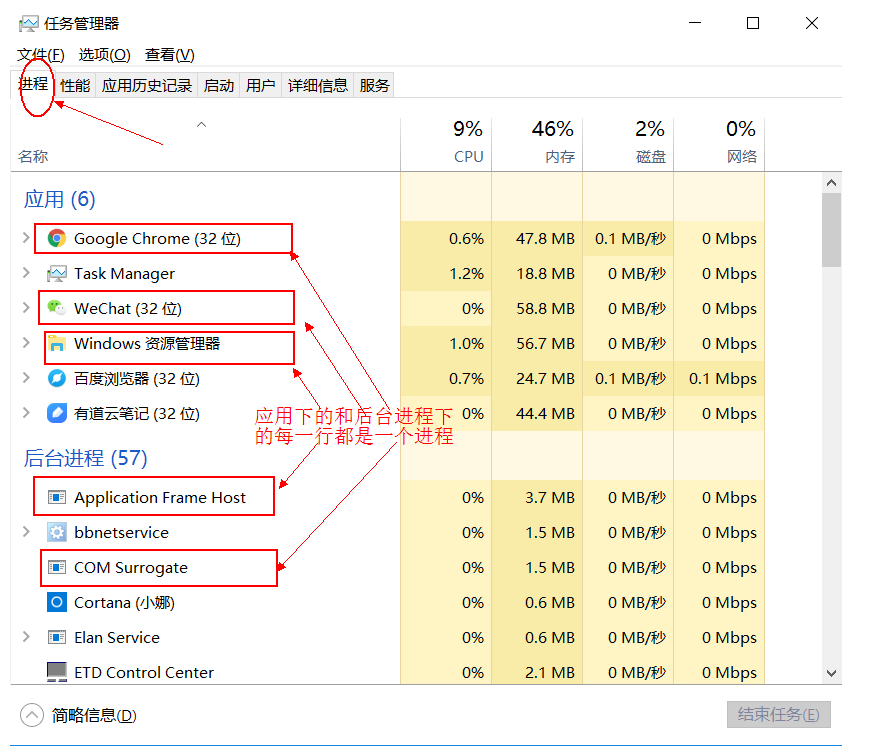 任务管理器
文件(F) 选项(O) 查看(V)
进程 性能 应用历史记录 启动 用户 详细信息 服务
9% 46% 2% 0%
名称 CPU 内存 磁盘 网络
应用 (6)
Google Chrome (32 位) 0.6% 47.8 MB 0.1 MB/秒 0 Mbps
Task Manager 1.2% 18.8 MB 0 MB/秒 0 Mbps
WeChat (32 位) 0% 58.8 MB 0 MB/秒 0 Mbps
Windows 资源管理器 1.0% 56.7 MB 0 MB/秒 0 Mbps
百度浏览器 (32 位) 0.7% 24.7 MB 0.1 MB/秒 0.1 Mbps
有道云笔记 (32 位) 0% 44.4 MB 0 MB/秒 0 Mbps
应用下的和后台进程下
的每一行都是一个进程
后台进程 (57)
Application Frame Host 0% 3.7 MB 0 MB/秒 0 Mbps
bbnetservice 0% 1.5 MB 0 MB/秒 0 Mbps
COM Surrogate 0% 1.5 MB 0 MB/秒 0 Mbps
Cortana (小娜) 0% 0.6 MB 0 MB/秒 0 Mbps
Elan Service 0% 0.6 MB 0 MB/秒 0 Mbps
ETD Control Center 0% 2.1 MB 0 MB/秒 0 Mbps
简略信息(D) 结束任务(E)